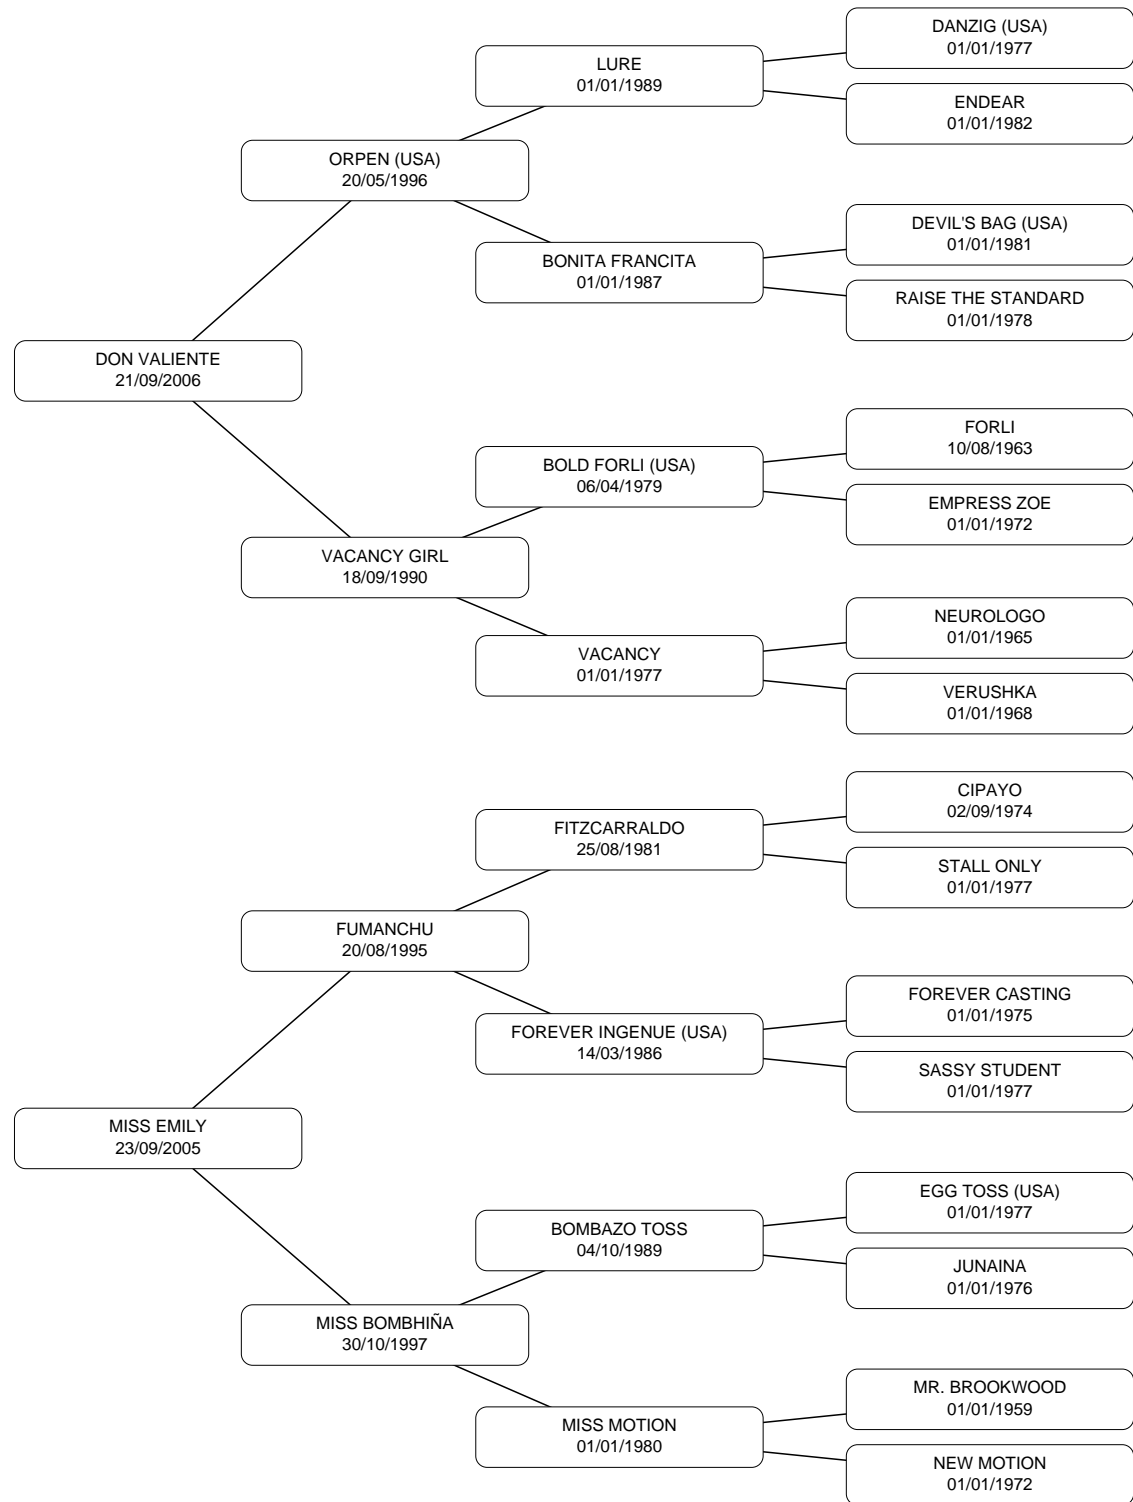 DANZIG (USA)
01/01/1977
LURE
01/01/1989
ENDEAR
01/01/1982
ORPEN (USA)
20/05/1996
DEVIL'S BAG (USA)
01/01/1981
BONITA FRANCITA
01/01/1987
RAISE THE STANDARD
01/01/1978
DON VALIENTE
21/09/2006
FORLI
10/08/1963
BOLD FORLI (USA)
06/04/1979
EMPRESS ZOE
01/01/1972
VACANCY GIRL
18/09/1990
NEUROLOGO
01/01/1965
VACANCY
01/01/1977
VERUSHKA
01/01/1968
CIPAYO
02/09/1974
FITZCARRALDO
25/08/1981
STALL ONLY
01/01/1977
FUMANCHU
20/08/1995
FOREVER CASTING
01/01/1975
FOREVER INGENUE (USA)
14/03/1986
SASSY STUDENT
01/01/1977
MISS EMILY
23/09/2005
EGG TOSS (USA)
01/01/1977
BOMBAZO TOSS
04/10/1989
JUNAINA
01/01/1976
MISS BOMBHIÑA
30/10/1997
MR. BROOKWOOD
01/01/1959
MISS MOTION
01/01/1980
NEW MOTION
01/01/1972